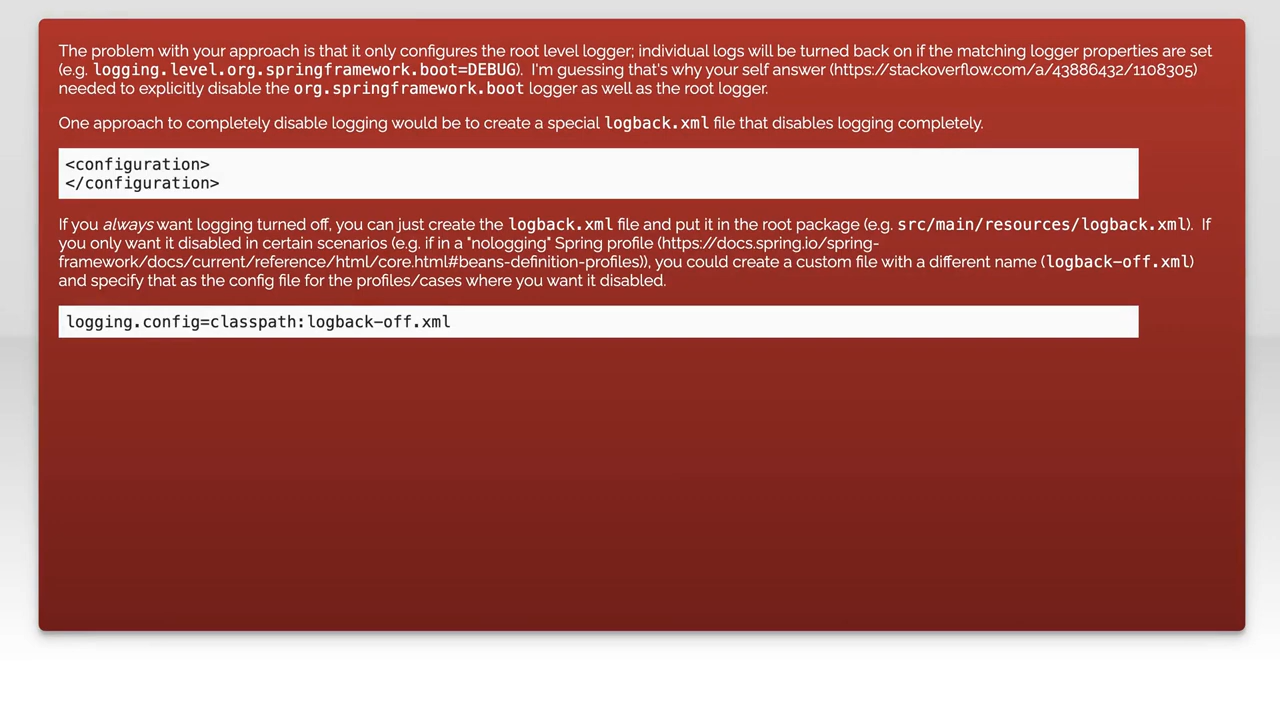 The problem with your approach is that it only configures the root level logger; individual logs will be turned back on if the matching logger properties are set
(e.g. logging.level.org.springframework.boot=DEBUG).  I'm guessing that's why your self answer (https://stackoverflow.com/a/43886432/1108305)
needed to explicitly disable the org.springframework.boot logger as well as the root logger.
One approach to completely disable logging would be to create a special logback.xml file that disables logging completely.
<configuration>
</configuration>
If you always want logging turned off, you can just create the logback.xml file and put it in the root package (e.g. src/main/resources/logback.xml).  If
you only want it disabled in certain scenarios (e.g. if in a "nologging" Spring profile (https://docs.spring.io/spring-
framework/docs/current/reference/html/core.html#beans-definition-profiles)), you could create a custom file with a different name (logback-off.xml)
and specify that as the config file for the profiles/cases where you want it disabled.
logging.config=classpath:logback-off.xml